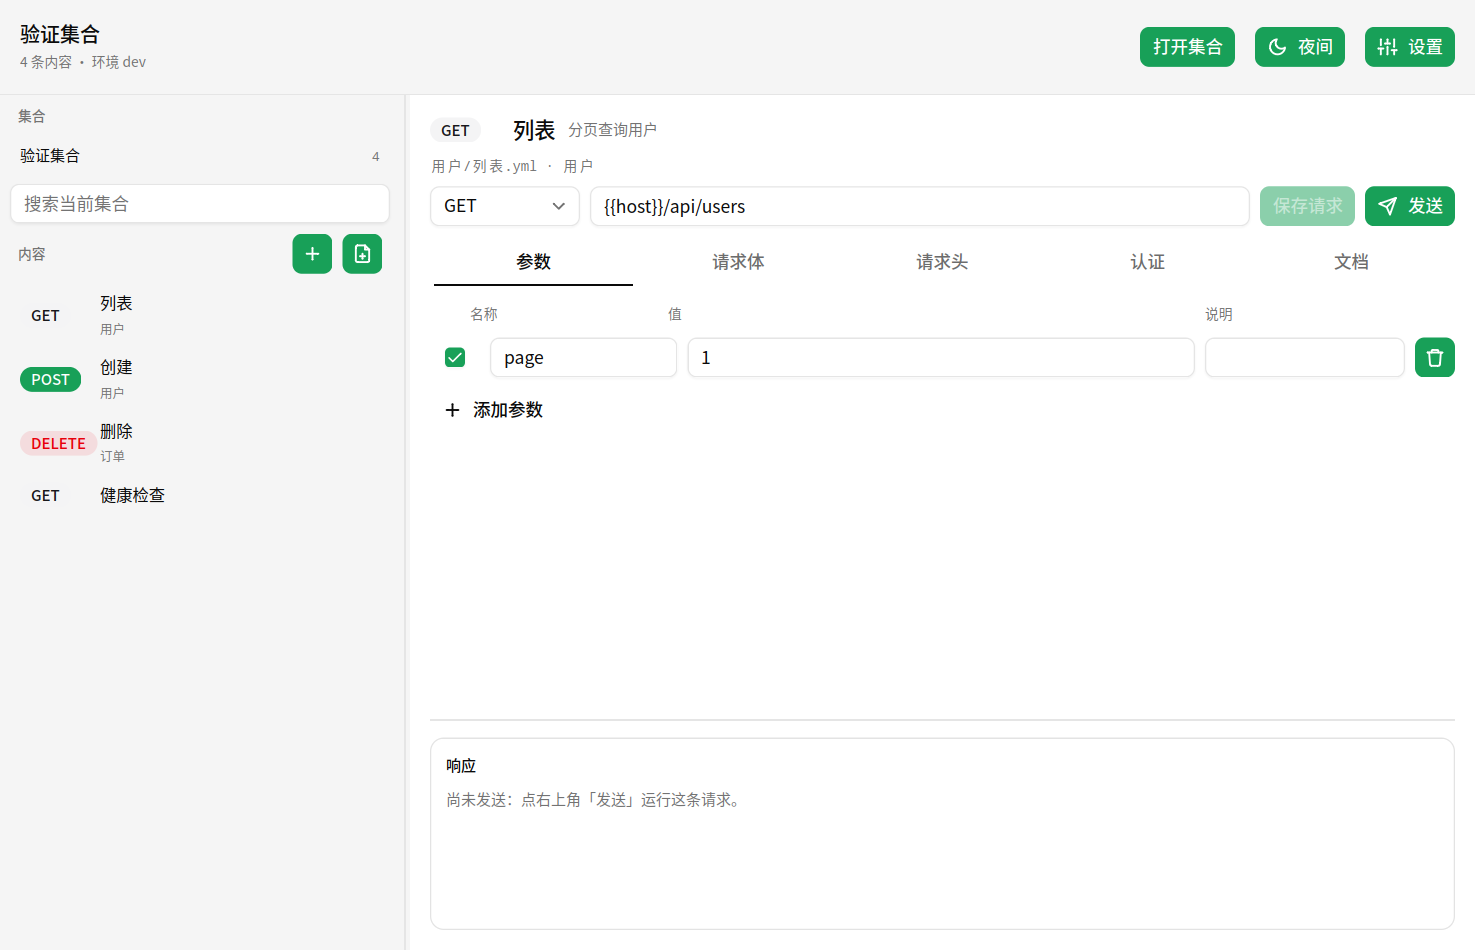 验证集合
4 条内容 • 环境 dev
打开集合
夜间
设置
集合
验证集合 4
搜索当前集合
内容
GET 列表
用户
POST 创建
用户
DELETE 删除
订单
GET 健康检查
GET 列表 分页查询用户
用户/列表.yml · 用户
GET {{host}}/api/users 保存请求 发送
参数 请求体 请求头 认证 文档
名称 值 说明
page 1
添加参数
响应
尚未发送：点右上角「发送」运行这条请求。